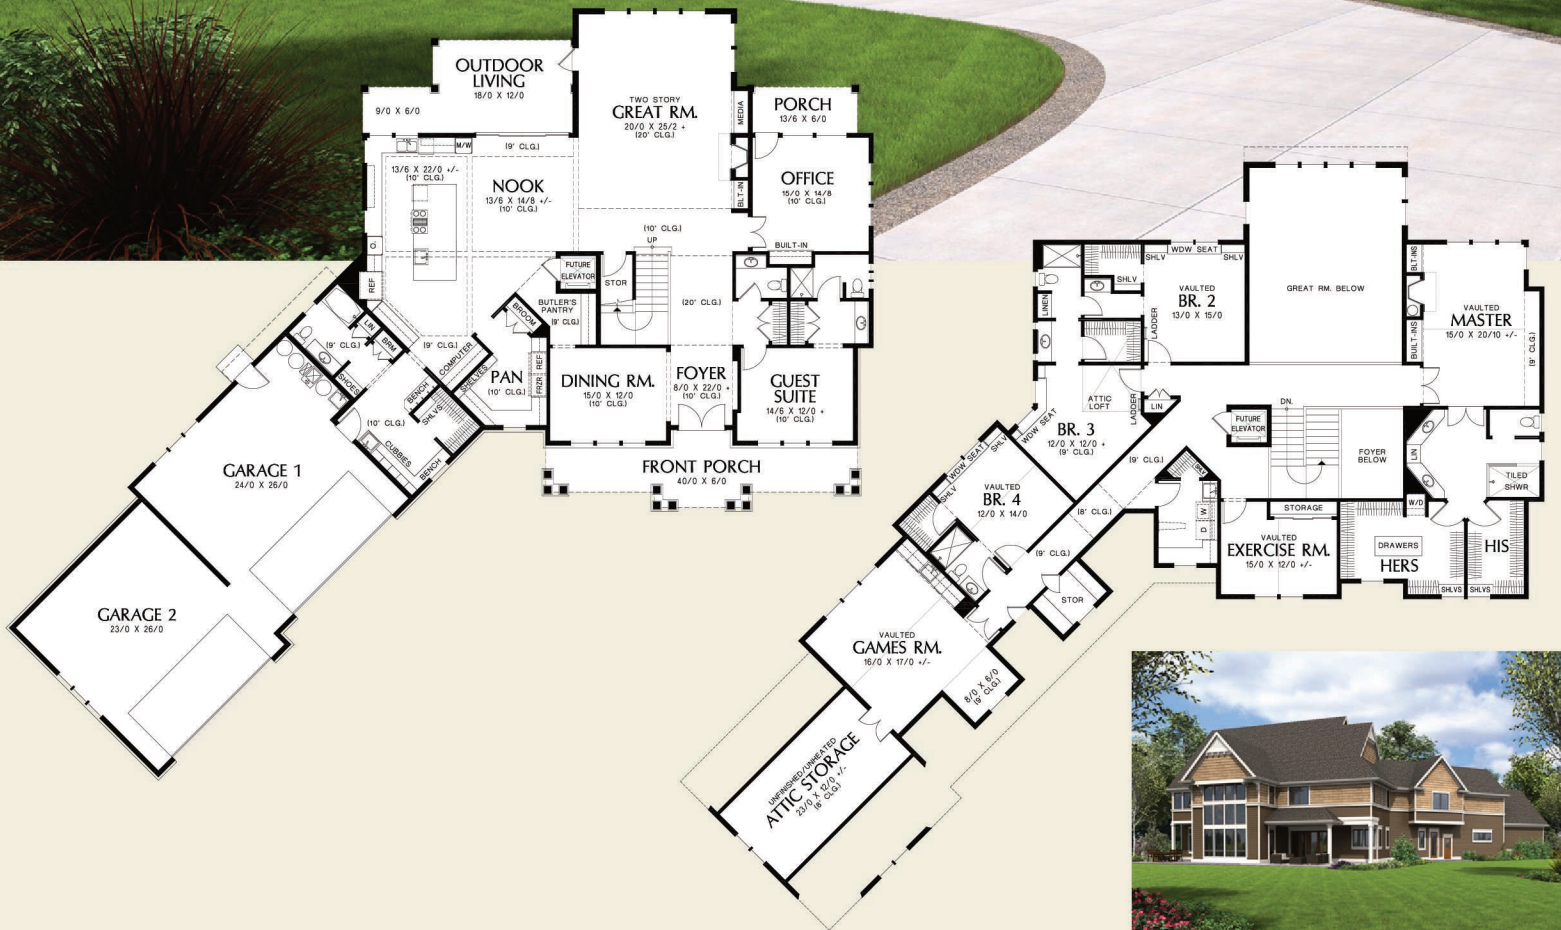 OUTDOOR
LIVING
18/0 X 12/0
9/0 X 6/0
TWO STORY
GREAT RM.
20/0 X 25/2 +
(20' CLG.)
MEDIA
PORCH
13/6 X 6/0
M/W
(9' CLG.)
13/6 X 22/0 +/-
(10' CLG.)
NOOK
13/6 X 14/8 +/-
(10' CLG.)
BLT-IN
OFFICE
15/0 X 14/8
(10' CLG.)
(10' CLG.)
UP
BUILT-IN
O.
REF
FUTURE
ELEVATOR
STOR
BUTLER'S
PANTRY
(9' CLG.)
(20' CLG.)
BROOM
LIN
(9' CLG.)
BRM
(9' CLG.)
COMPUTER
SHELVES
PAN
(10' CLG.)
REF
FRZR
DINING RM.
15/0 X 12/0
(10' CLG.)
FOYER
8/0 X 22/0 +
(10' CLG.)
GUEST
SUITE
14/6 X 12/0 +
(10' CLG.)
SHOES
BENCH
SHLVS
(10' CLG.)
CUBBIES
BENCH
GARAGE 1
24/0 X 26/0
FRONT PORCH
40/0 X 6/0
GARAGE 2
23/0 X 26/0
WDW SEAT
SHLV
SHLV
SHLV
VAULTED
BR. 2
13/0 X 15/0
LINEN
LADDER
GREAT RM. BELOW
BLT-INS
BUILT-INS
VAULTED
MASTER
15/0 X 20/10 +/-
(9' CLG.)
ATTIC
LOFT
LADDER
LIN
WDW SEAT
BR. 3
12/0 X 12/0 +
(9' CLG.)
DN.
FUTURE
ELEVATOR
FOYER
BELOW
LIN
TILED
SHWR
(9' CLG.)
SHLV
WDW SEAT
SHLV
VAULTED
BR. 4
12/0 X 14/0
(8' CLG.)
W
D
STORAGE
W/D
VAULTED
EXERCISE RM.
15/0 X 12/0 +/-
DRAWERS
HERS
HIS
SHLVS
SHLVS
(9' CLG.)
STOR
VAULTED
GAMES RM.
16/0 X 17/0 +/-
8/0 X 6/0
(9' CLG.)
UNFINISHED/UNHEATED
ATTIC STORAGE
23/0 X 12/0 +/-
(8' CLG.)